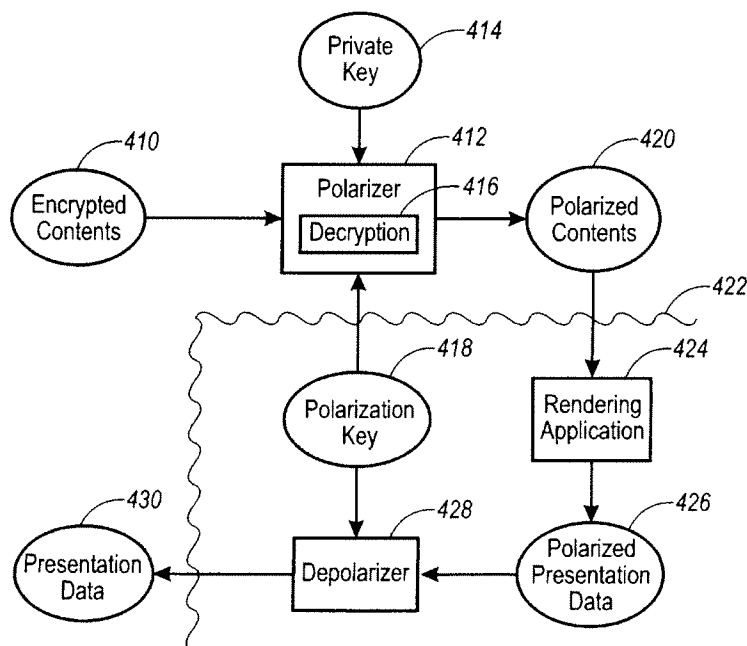 414
Private
Key
410
412
420
Encrypted
Contents
Polarizer
416
Decryption
Polarized
Contents
422
418
424
Polarization
Key
Rendering
Application
430
428
426
Presentation
Data
Depolarizer
Polarized
Presentation
Data